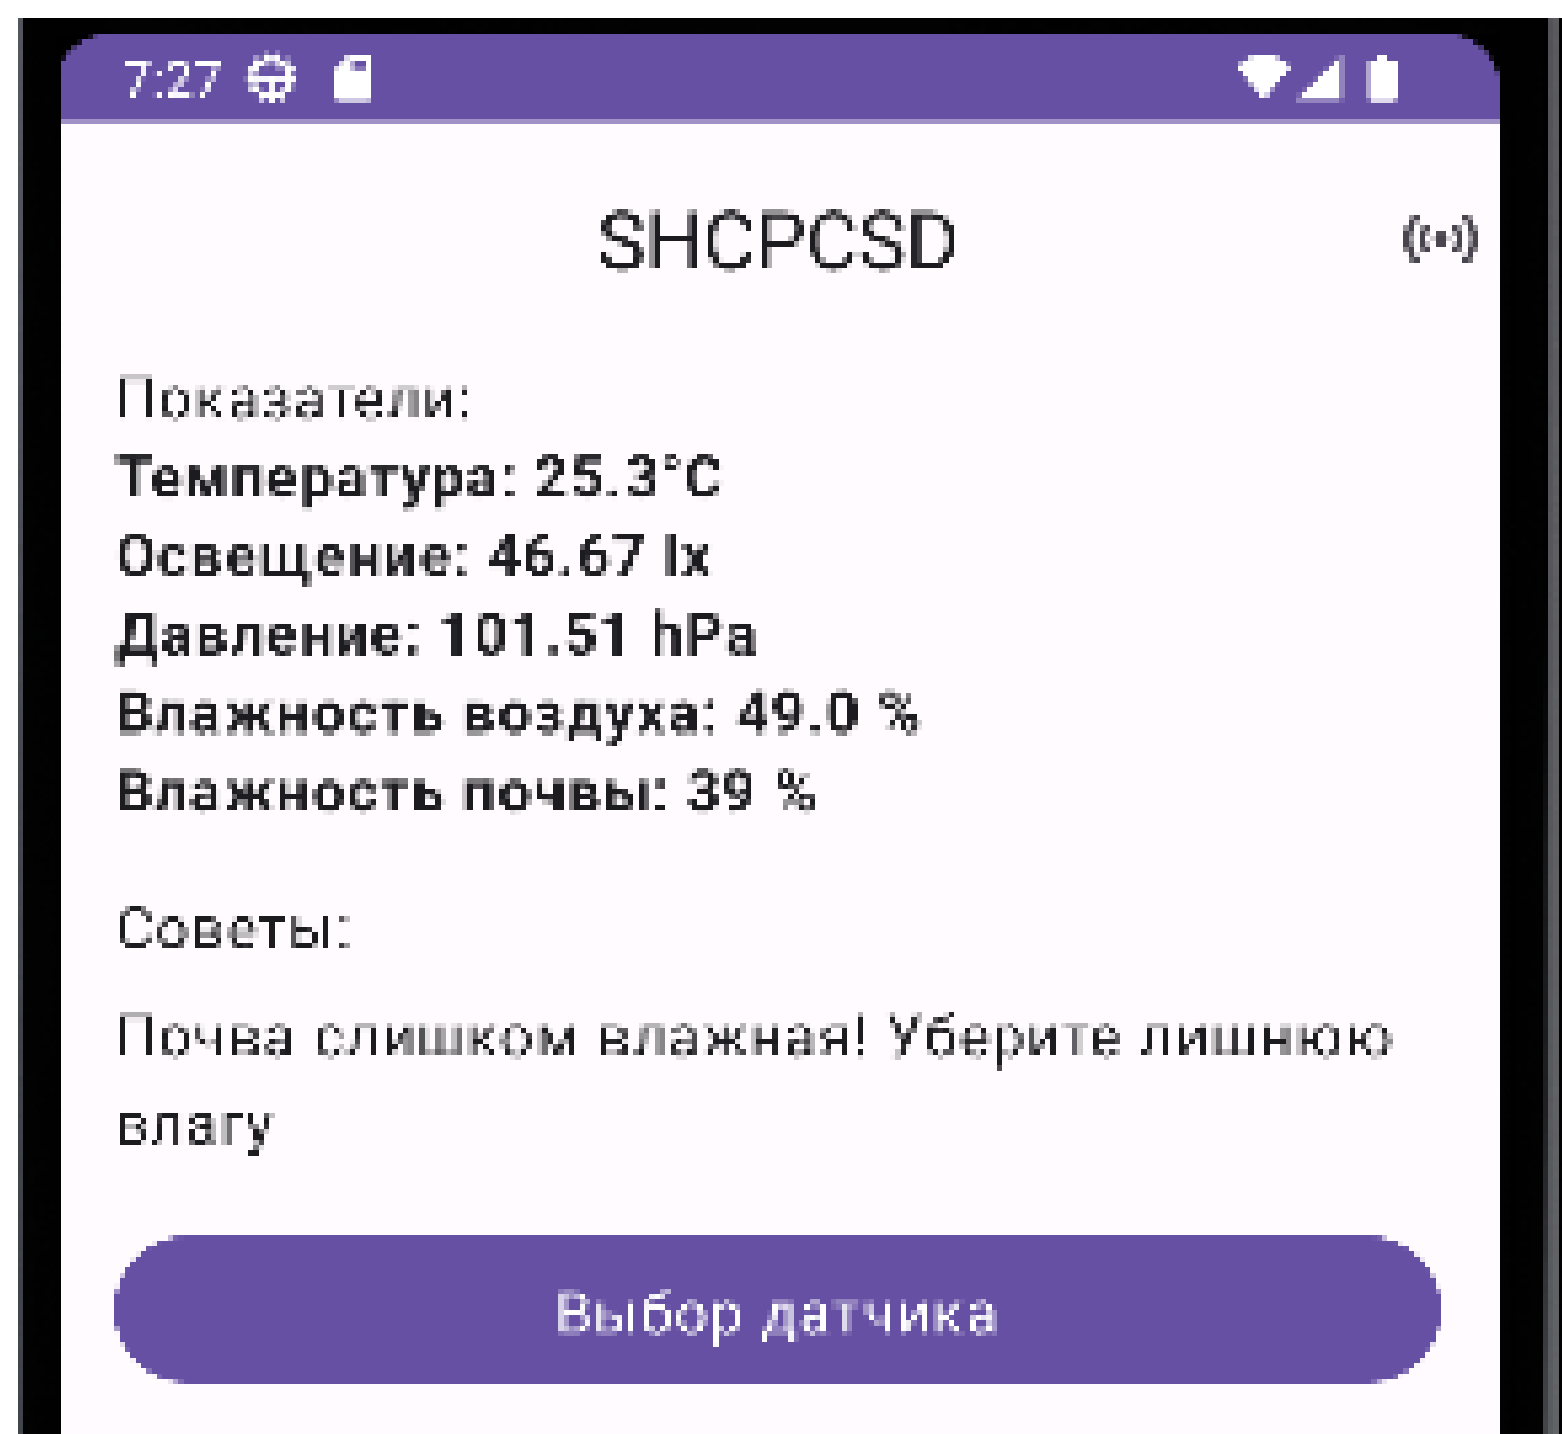 7:27
SHCPCSD
Показатели:
Температура: 25.3°C
Освещение: 46.67 lx
Давление: 101.51 hPa
Влажность воздуха: 49.0 %
Влажность почвы: 39 %
Советы:
Почва слишком влажная! Уберите лишнюю
влагу
Выбор датчика